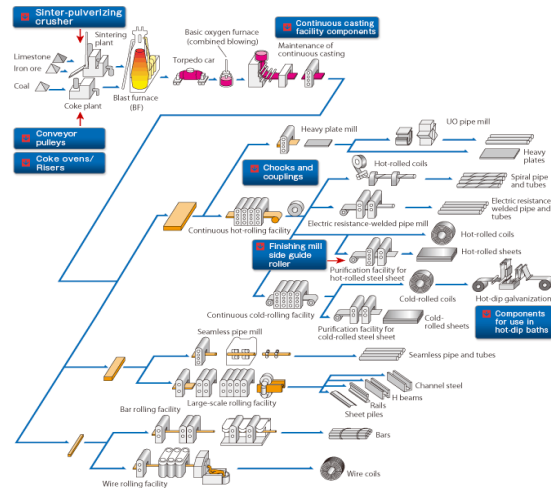 Sinter-pulverizing
crusher
Sintering
plant
Limestone
Iron ore
Coal
Coke plant
Blast furnace
(BF)
Torpedo car
Basic oxygen furnace
(combined blowing)
Continuous casting
facility components
Maintenance of
continuous casting
Conveyor
pulleys
Coke ovens/
Risers
Heavy plate mill
UO pipe mill
Heavy
plates
Chocks and
couplings
Hot-rolled coils
Spiral pipe
and tubes
Continuous hot-rolling facility
Electric resistance-welded pipe mill
Electric resistance
welded pipe and
tubes
Finishing mill
side guide
roller
Hot-rolled coils
Hot-rolled sheets
Purification facility for
hot-rolled steel sheet
Continuous cold-rolling facility
Cold-rolled coils
Hot-dip galvanization
Cold-
rolled sheets
Purification facility for
cold-rolled steel sheet
Components
for use in
hot-dip baths
Seamless pipe mill
Seamless pipe and tubes
Large-scale rolling facility
Channel steel
H beams
Rails
Sheet piles
Bar rolling facility
Bars
Wire rolling facility
Wire coils